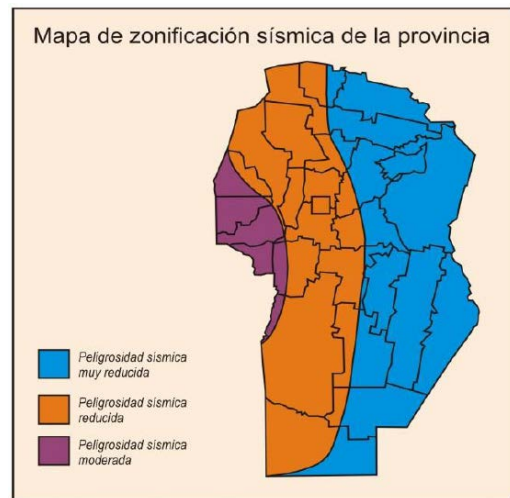 Mapa de zonificación sísmica de la provincia
Peligrosidad sísmica
muy reducida
Peligrosidad sísmica
reducida
Peligrosidad sísmica
moderada